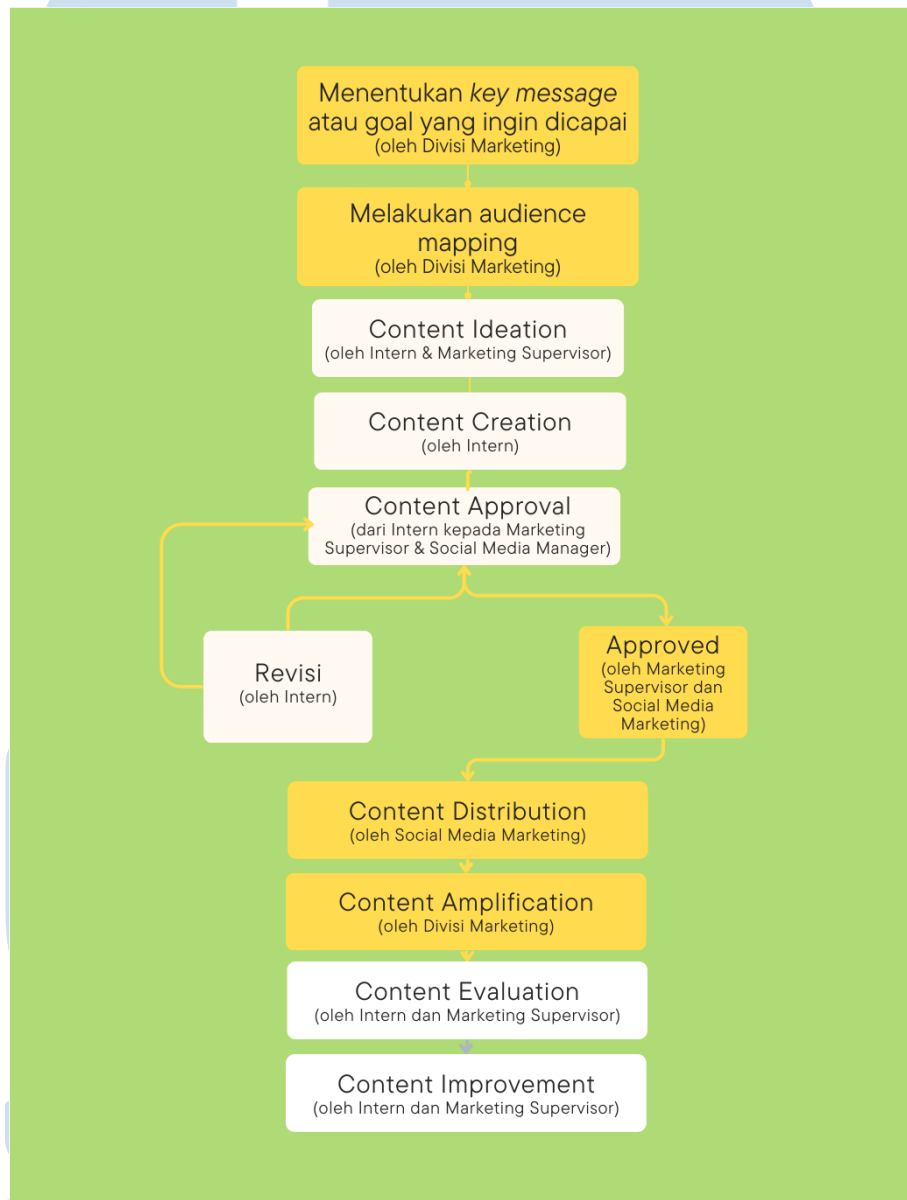 Menentukan key message
atau goal yang ingin dicapai
(oleh Divisi Marketing)
Melakukan audience
mapping
(oleh Divisi Marketing)
Content Ideation
(oleh Intern & Marketing Supervisor)
Content Creation
(oleh Intern)
Content Approval
(dari Intern kepada Marketing
Supervisor & Social Media Manager)
Revisi
(oleh Intern)
Approved
(oleh Marketing
Supervisor dan
Social Media
Marketing)
Content Distribution
(oleh Social Media Marketing)
Content Amplification
(oleh Divisi Marketing)
Content Evaluation
(oleh Intern dan Marketing Supervisor)
Content Improvement
(oleh Intern dan Marketing Supervisor)